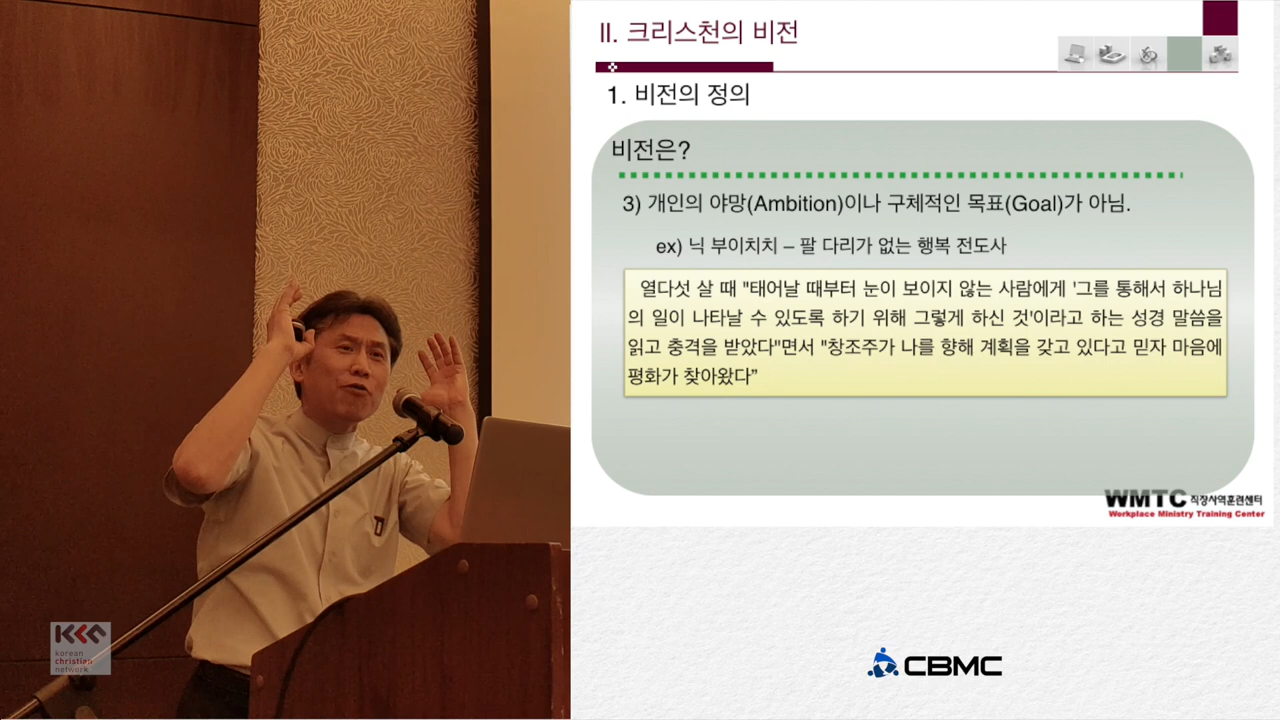 II. 크리스천의 비전
1. 비전의 정의
비전은?
3) 개인의 야망(Ambition)이나 구체적인 목표(Goal)가 아님.
ex) 닉 부이치치 – 팔 다리가 없는 행복 전도사
열다섯 살 때 "태어날 때부터 눈이 보이지 않는 사람에게 '그를 통해서 하나님
의 일이 나타날 수 있도록 하기 위해 그렇게 하신 것'이라고 하는 성경 말씀을
읽고 충격을 받았다"면서 "창조주가 나를 향해 계획을 갖고 있다고 믿자 마음에
평화가 찾아왔다”
WMTC 직장사역훈련센터
Workplace Ministry Training Center
KCN
korean
christian
network
CBMC